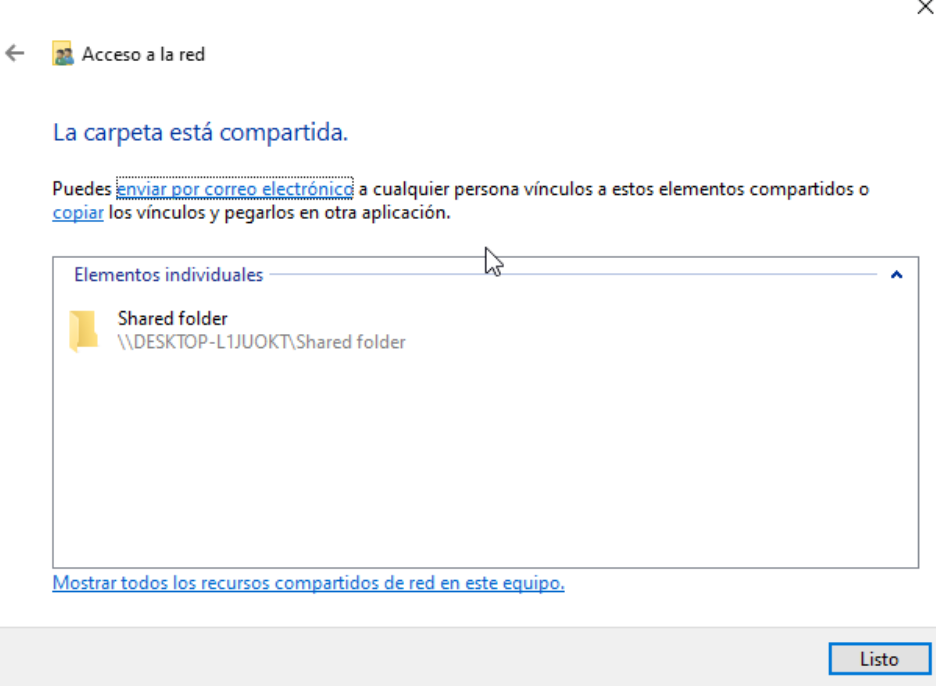 Acceso a la red
La carpeta está compartida.
Puedes enviar por correo electrónico a cualquier persona vínculos a estos elementos compartidos o
copiar los vínculos y pegarlos en otra aplicación.
Elementos individuales
Shared folder
\\DESKTOP-L1JUOKT\Shared folder
Mostrar todos los recursos compartidos de red en este equipo.
Listo